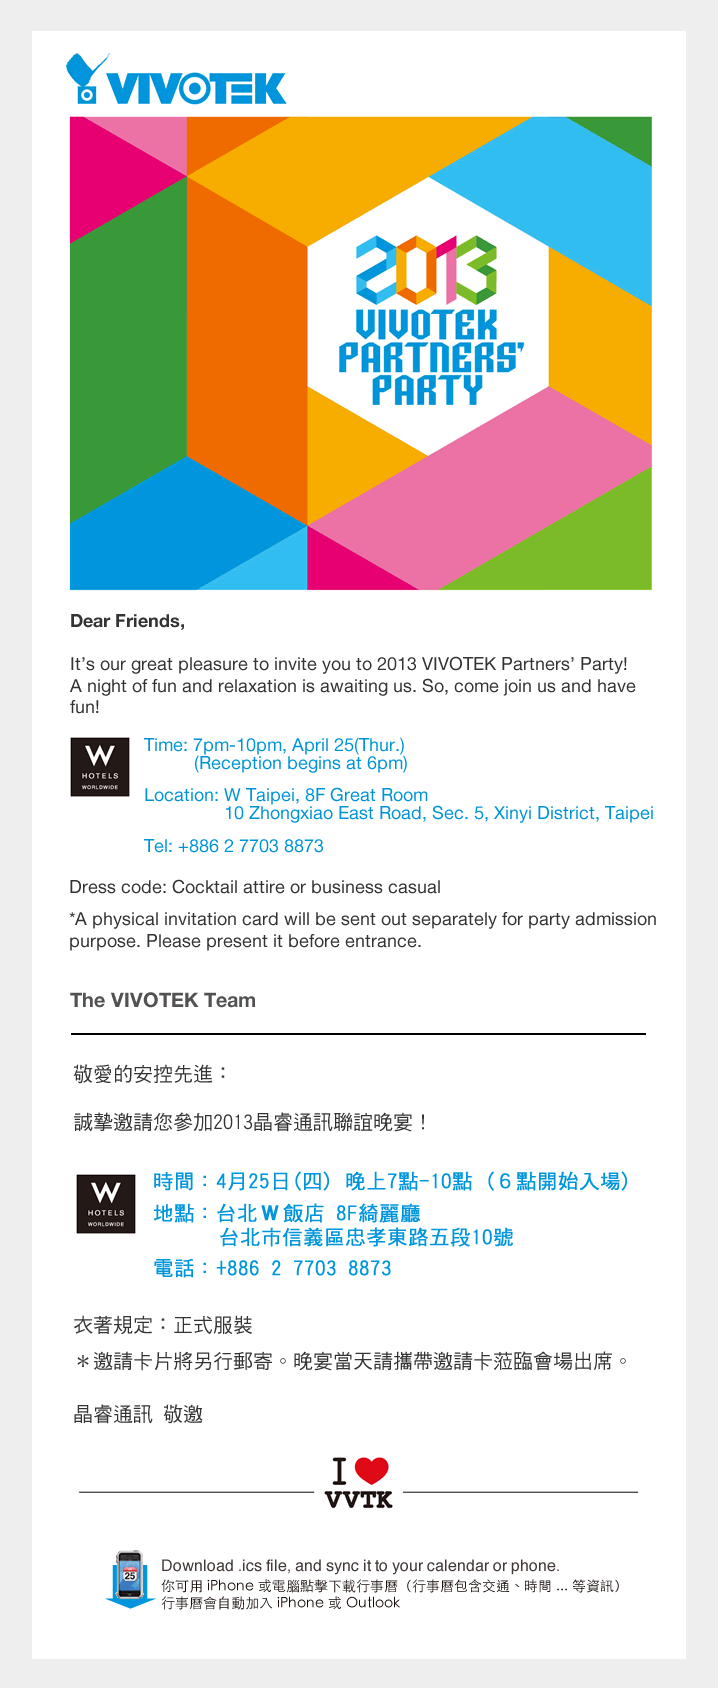 VIVOTEK
2013
VIVOTEK
PARTNERS'
PARTY
Dear Friends,
It's our great pleasure to invite you to 2013 VIVOTEK Partners' Party!
A night of fun and relaxation is awaiting us. So, come join us and have
fun!
W
HOTELS
WORLDWIDE
Time: 7pm-10pm, April 25(Thur.)
(Reception begins at 6pm)
Location: W Taipei, 8F Great Room
10 Zhongxiao East Road, Sec. 5, Xinyi District, Taipei
Tel: +886 2 7703 8873
Dress code: Cocktail attire or business casual
*A physical invitation card will be sent out separately for party admission
purpose. Please present it before entrance.
The VIVOTEK Team
敬愛的安控先進：
誠摯邀請您參加2013晶睿通訊聯誼晚宴！
W
HOTELS
WORLDWIDE
時間：4月25日(四) 晚上7點-10點 (６點開始入場)
地點：台北W飯店 8F綺麗廳
台北市信義區忠孝東路五段10號
電話：+886 2 7703 8873
衣著規定：正式服裝
＊邀請卡片將另行郵寄。晚宴當天請攜帶邀請卡蒞臨會場出席。
晶睿通訊 敬邀
I ♥
VVTK
25
Download .ics file, and sync it to your calendar or phone.
你可用 iPhone 或電腦點擊下載行事曆（行事曆包含交通、時間 ... 等資訊）
行事曆會自動加入 iPhone 或 Outlook